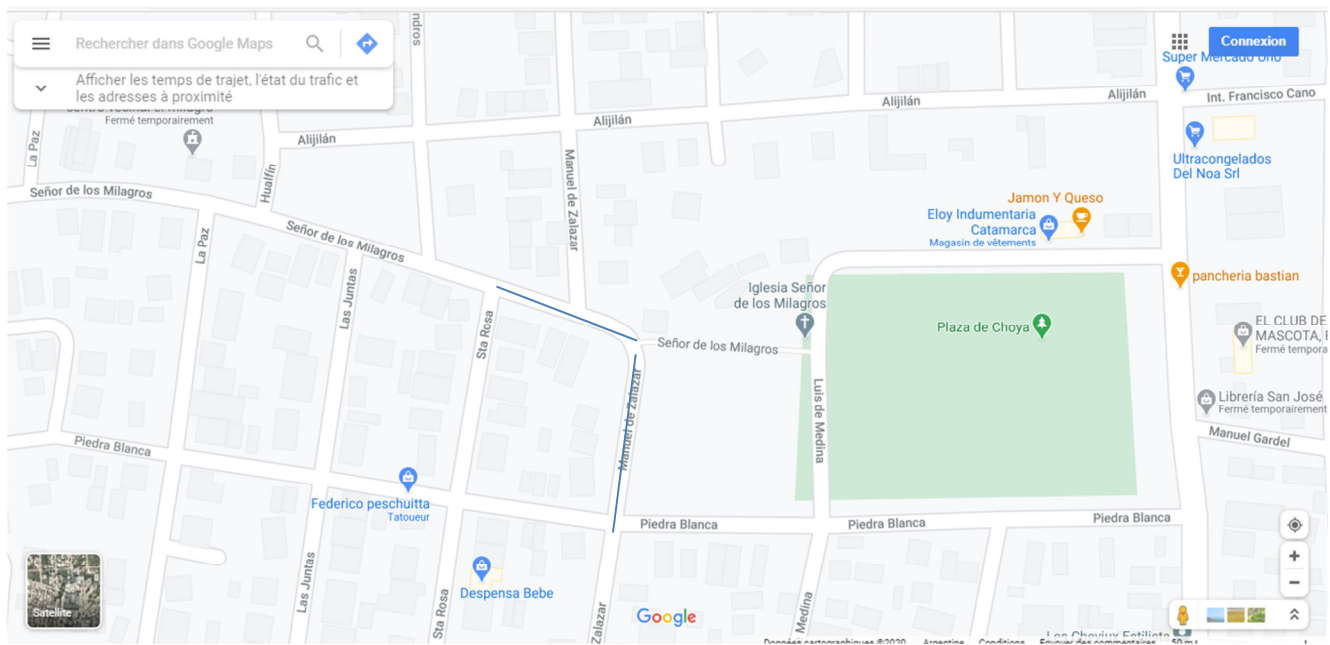 ndros
Rechercher dans Google Maps
Connexion
Super Mercado Uno
Afficher les temps de trajet, l'état du trafic et
les adresses à proximité
Alijilán
Alijilán
Int. Francisco Cano
Fermé temporairement
Alijilán
Alijilán
La Paz
Ultracongelados
Del Noa Srl
Manuel de Zalazar
Hualfín
Señor de los Milagros
Jamon Y Queso
Eloy Indumentaria
Catamarca
Magasin de vêtements
Señor de los Milagros
La Paz
pancheria bastian
Las Juntas
Iglesia Señor
de los Milagros
Plaza de Choya
EL CLUB DE
MASCOTA,
Fermé tempora
Sta Rosa
Señor de los Milagros
Manuel de Zalazar
Luis de Medina
Librería San José
Fermé temporairement
Manuel Gardel
Piedra Blanca
Federico peschuitta
Tatoueur
Piedra Blanca
Piedra Blanca
Piedra Blanca
Las Juntas
Sta Rosa
Despensa Bebe
Zalazar
Medina
Satellite
Google
Données cartographiques ©2020 Argentine Conditions Envoyer des commentaires 50 m